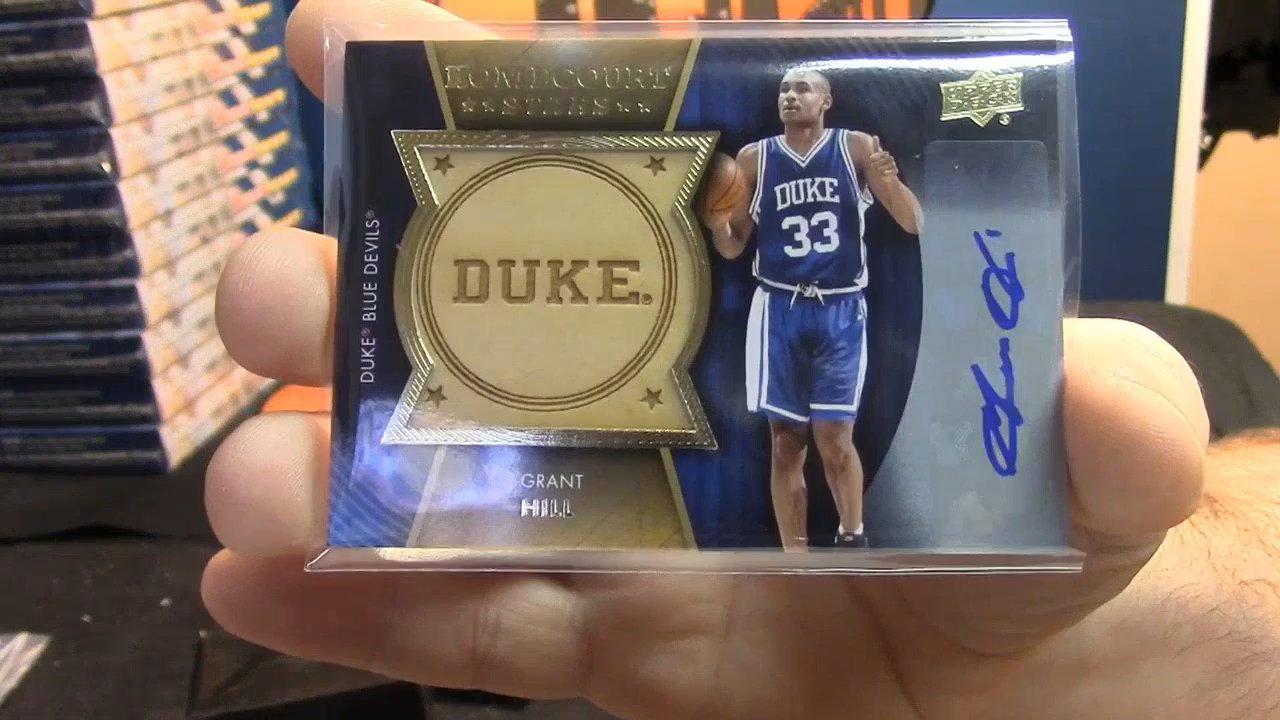 HOMECOURT
STARS
UPPER DECK
DUKE® BLUE DEVILS®
DUKE®
DUKE
33
GRANT
HILL